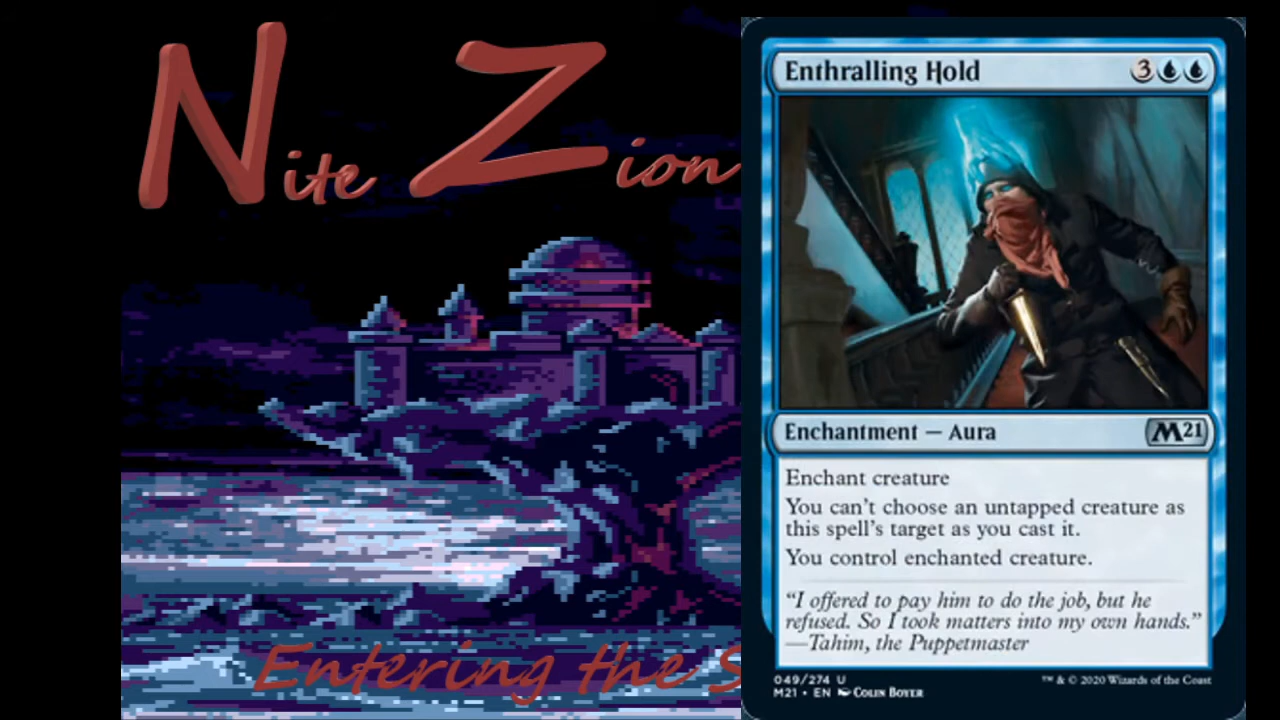 Nite Zion
Entering the S
Enthralling Hold 3
Enchantment — Aura M21
Enchant creature
You can't choose an untapped creature as
this spell's target as you cast it.
You control enchanted creature.
"I offered to pay him to do the job, but he
refused. So I took matters into my own hands."
—Tahim, the Puppetmaster
049/274 U
M21 • EN Colin Boyer
™ & © 2020 Wizards of the Coast